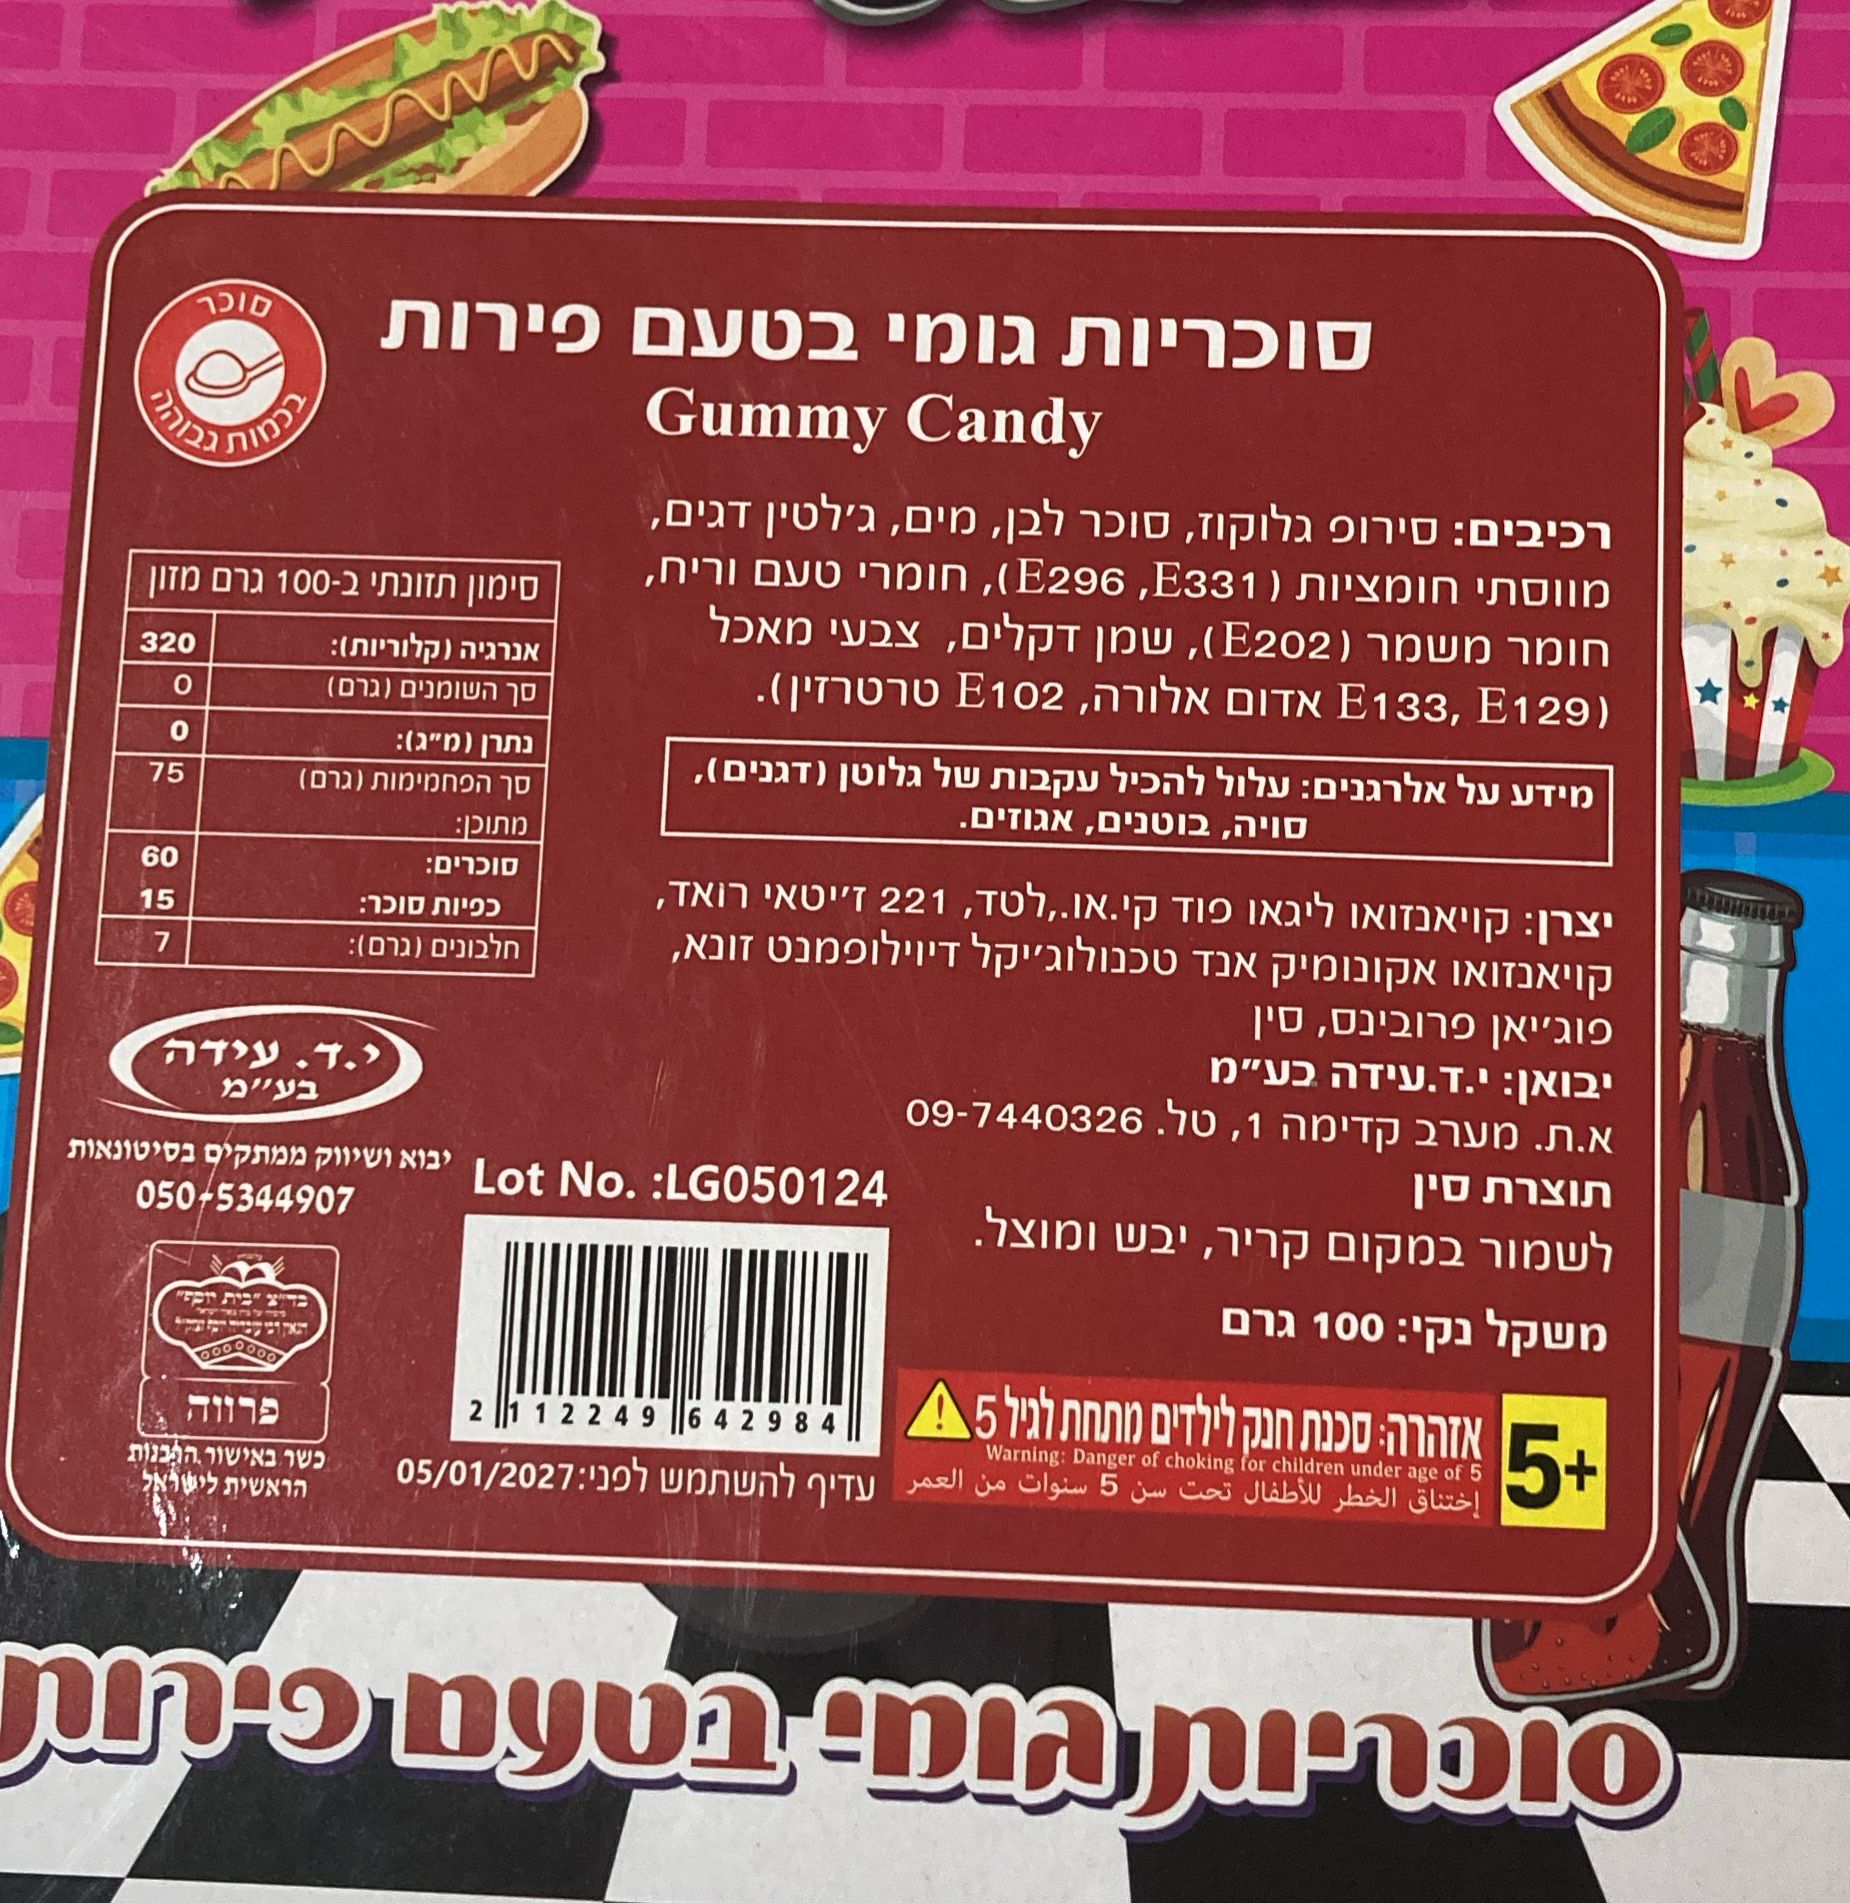 סוכר
בכמות גבוהה
סוכריות גומי בטעם פירות
Gummy Candy
רכיבים: סירופ גלוקוז, סוכר לבן, מים, ג'לטין דגים,
מווסתי חומציות (E296 ,E331), חומרי טעם וריח,
חומר משמר (E202), שמן דקלים, צבעי מאכל
(E133, E129 אדום אלורה, E102 טרטרזין).
מידע על אלרגנים: עלול להכיל עקבות של גלוטן (דגנים),
סויה, בוטנים, אגוזים.
יצרן: קויאנזואו ליגאו פוד קי.או.,לטד, 221 ז'יטאי רואד,
קויאנזואו אקונומיק אנד טכנולוג'יקל דיוילופמנט זונא,
פוג'יאן פרובינס, סין
יבואן: י.ד.עידה בע"מ
א.ת. מערב קדימה 1, טל. 09-7440326
תוצרת סין
לשמור במקום קריר, יבש ומוצל.
משקל נקי: 100 גרם
5+
אזהרה: סכנת חנק לילדים מתחת לגיל 5
Warning: Danger of choking for children under age of 5
إختناق الخطر للأطفال تحت سن 5 سنوات من العمر
סימון תזונתי ב-100 גרם מזון
אנרגיה (קלוריות): 320
סך השומנים (גרם) 0
נתרן (מ"ג): 0
סך הפחמימות (גרם) 75
מתוכן:
סוכרים: 60
כפיות סוכר: 15
חלבונים (גרם): 7
י.ד. עידה
בע"מ
יבוא ושיווק ממתקים בסיטונאות
050-5344907
Lot No. :LG050124
2 112249 642984
עדיף להשתמש לפני:05/01/2027
בד"צ "בית יוסף"
פרווה
כשר באישור הרבנות
הראשית לישראל
סוכריות גומי בטעם פירות